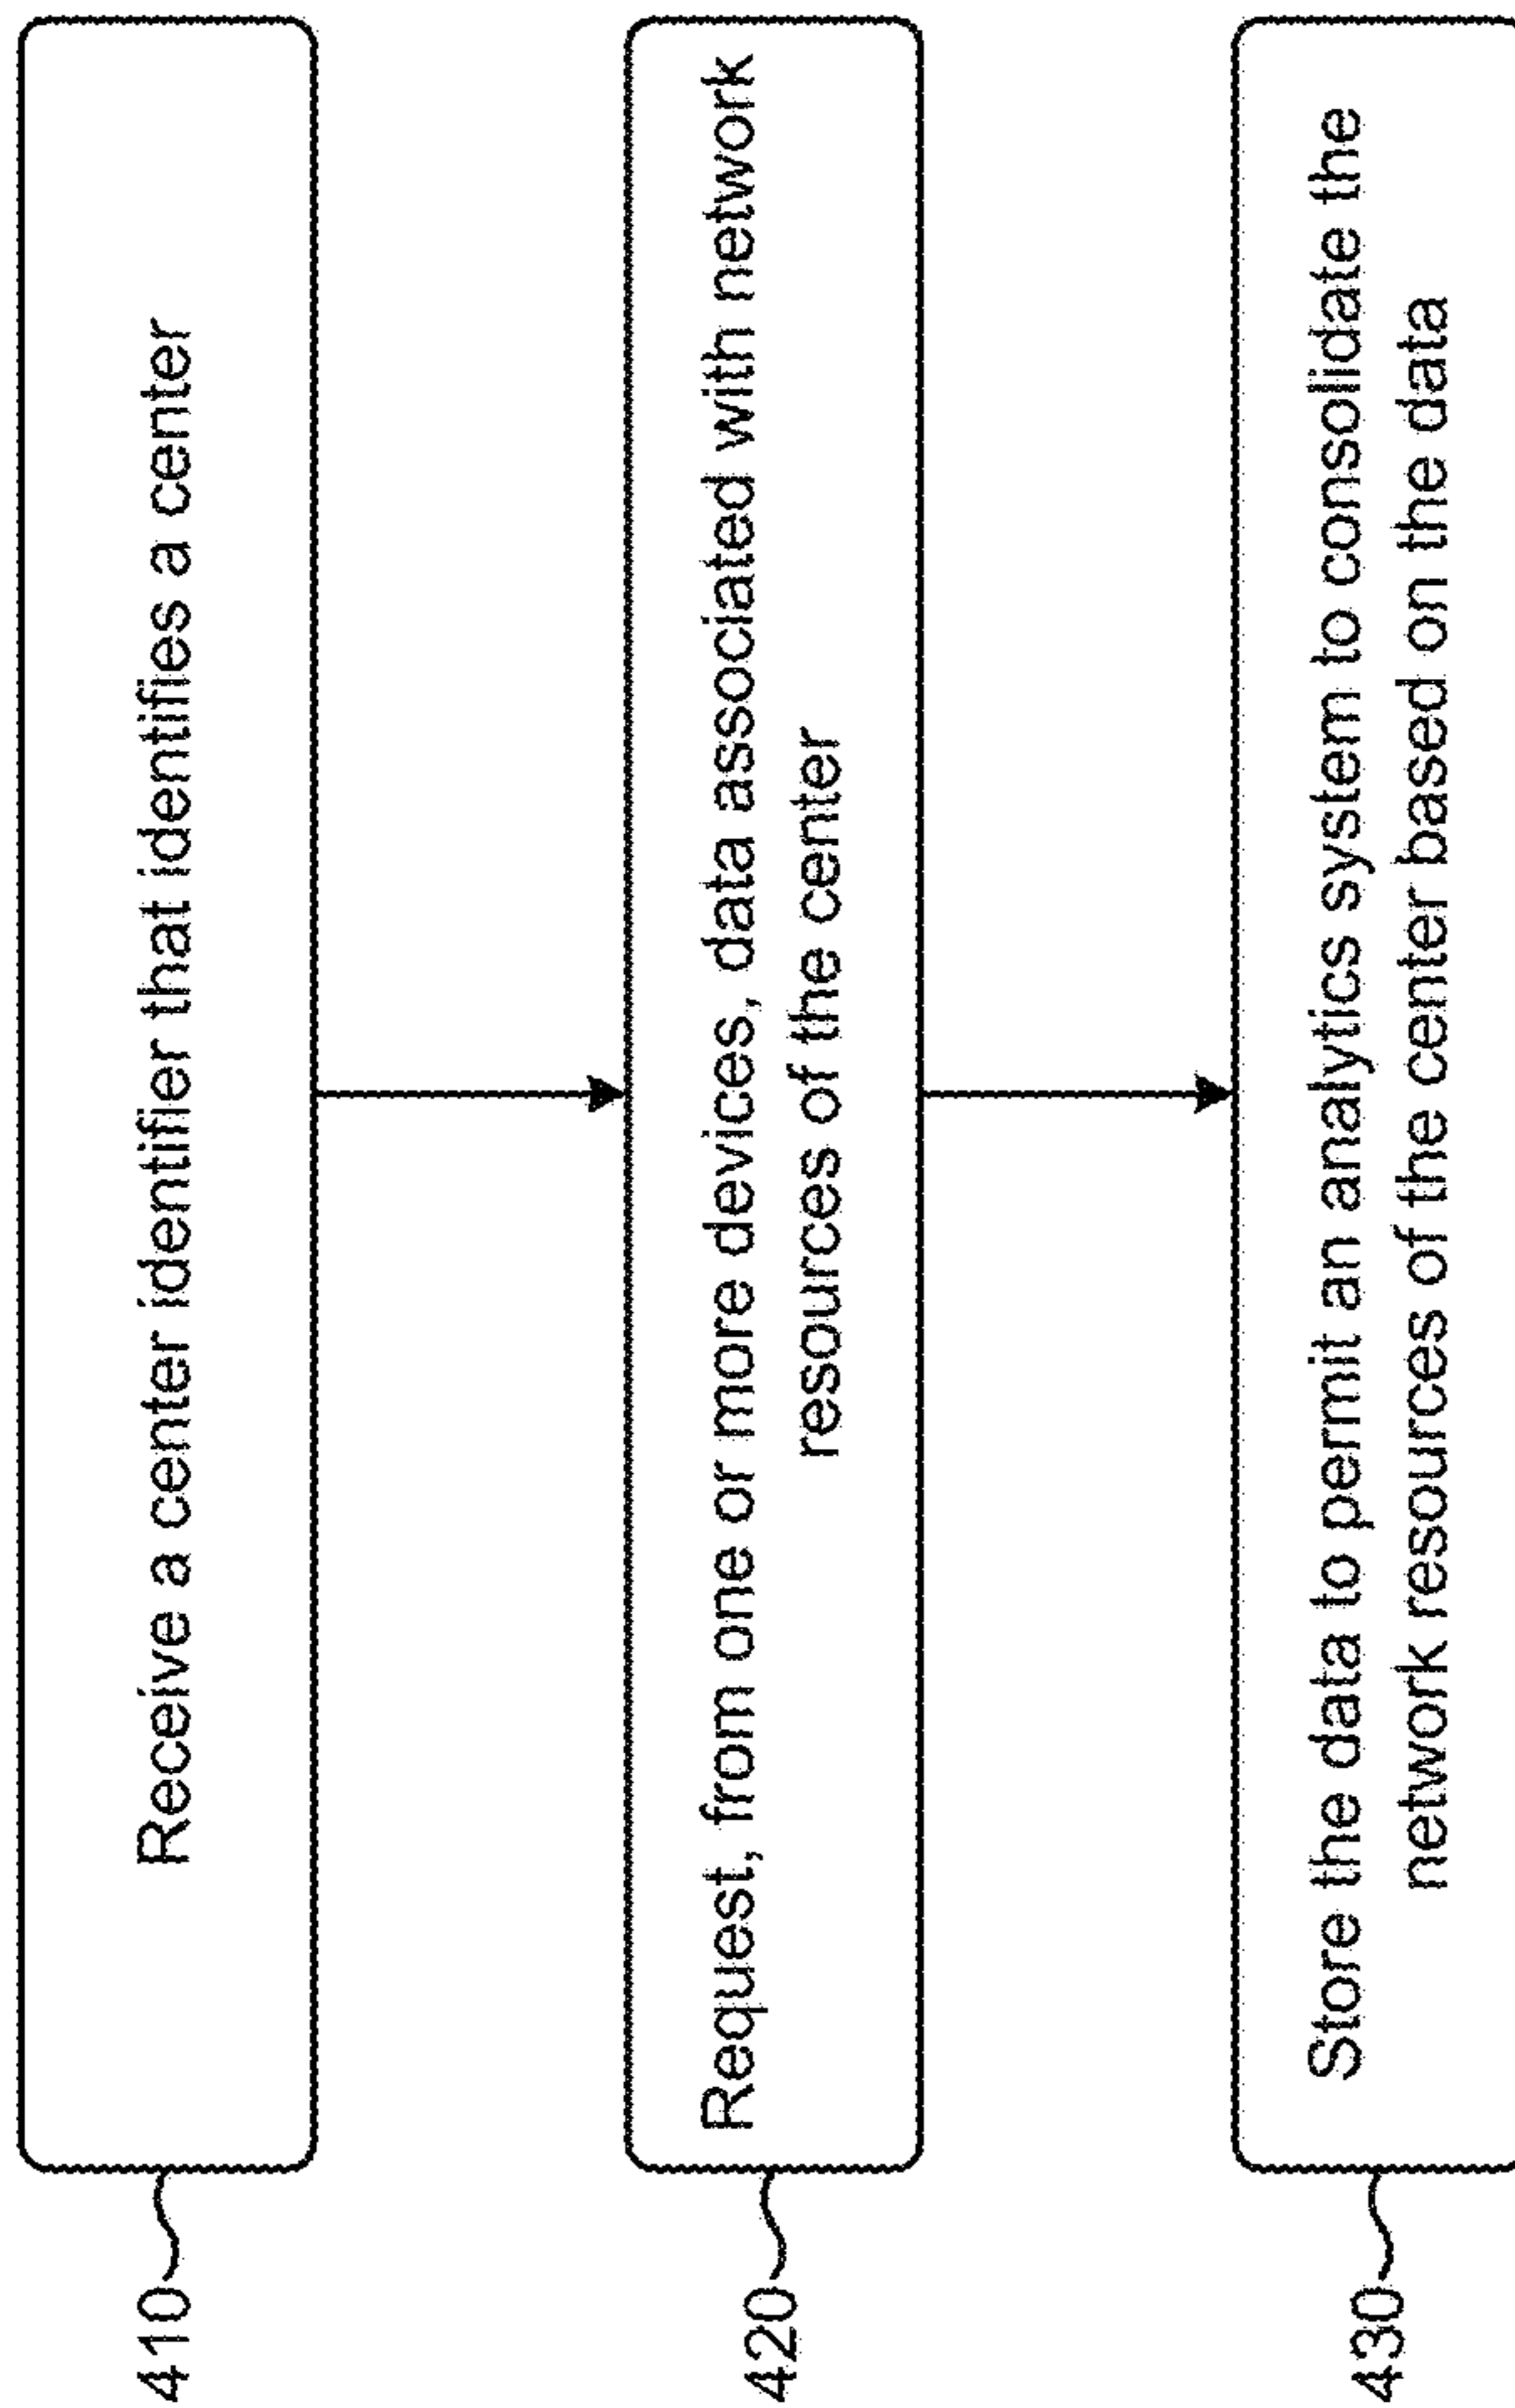 410
Receive a center identifier that identifies a center
420
Request, from one or more devices, data associated with network
resources of the center
430
Store the data to permit an analytics system to consolidate the
network resources of the center based on the data